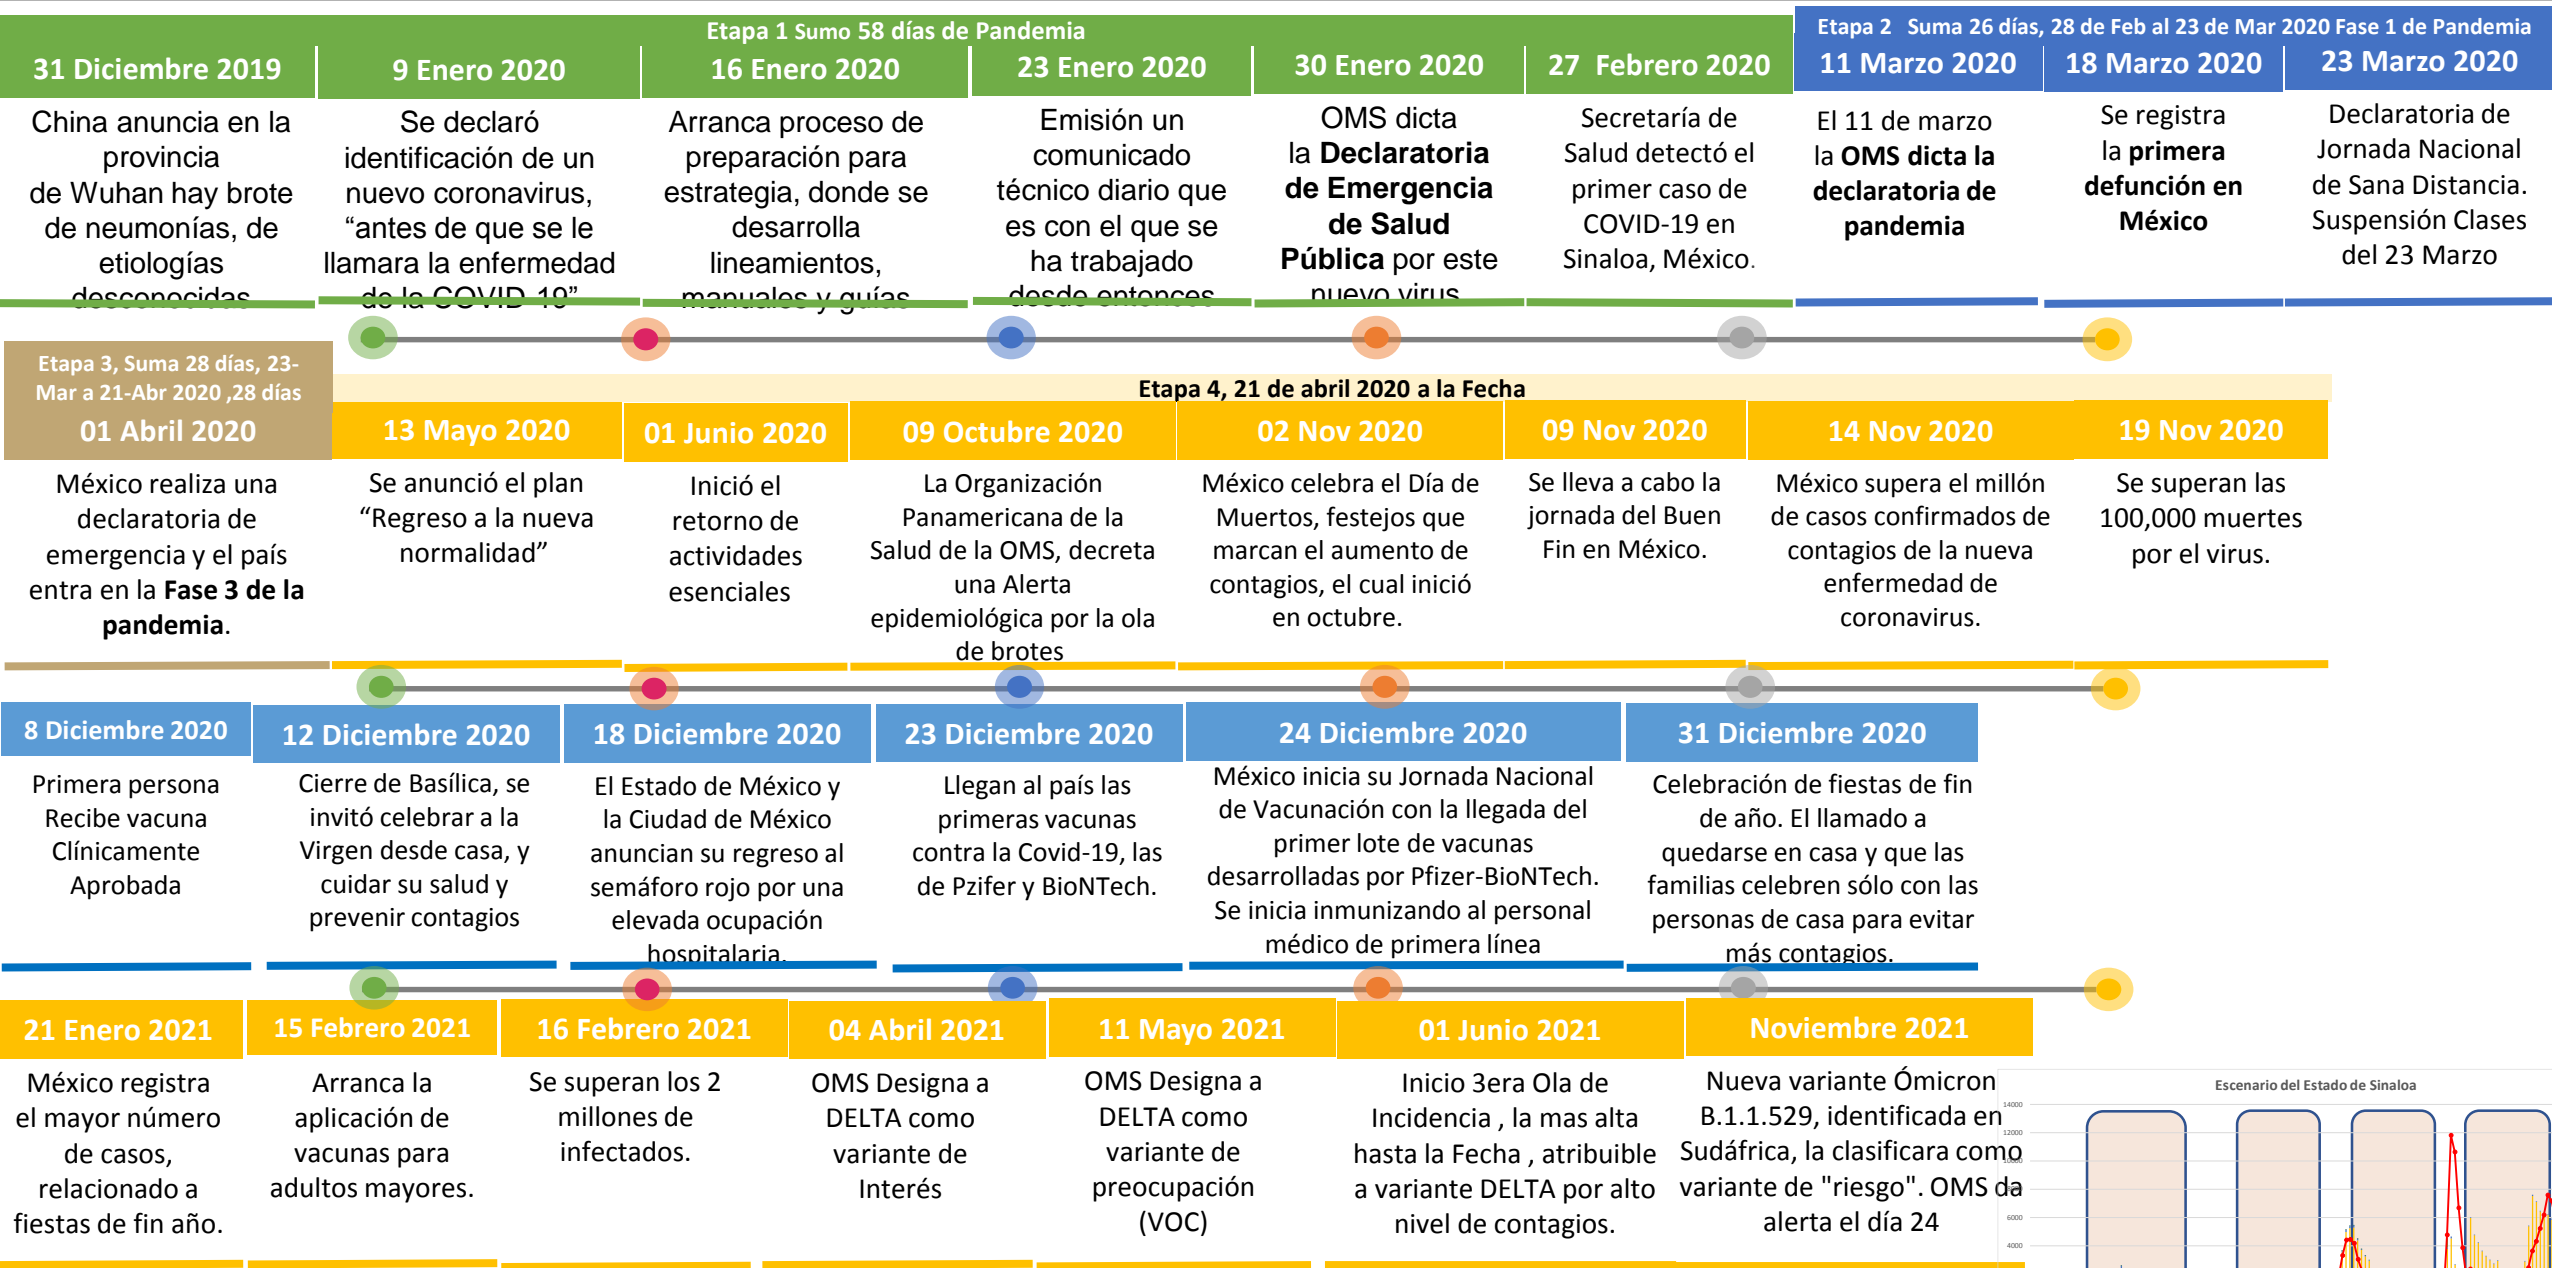 Etapa 1 Sumo 58 días de Pandemia
Etapa 2 Suma 26 días, 28 de Feb al 23 de Mar 2020 Fase 1 de Pandemia
31 Diciembre 2019
China anuncia en la
provincia
de Wuhan hay brote
de neumonías, de
etiologías
desconocidas
9 Enero 2020
Se declaró
identificación de un
nuevo coronavirus,
“antes de que se le
llamara la enfermedad
de la COVID-19”
16 Enero 2020
Arranca proceso de
preparación para
estrategia, donde se
desarrolla
lineamientos,
manuales y guías
23 Enero 2020
Emisión un
comunicado
técnico diario que
es con el que se
ha trabajado
desde entonces
30 Enero 2020
OMS dicta
la Declaratoria
de Emergencia
de Salud
Pública por este
nuevo virus
27 Febrero 2020
Secretaría de
Salud detectó el
primer caso de
COVID-19 en
Sinaloa, México.
11 Marzo 2020
El 11 de marzo
la OMS dicta la
declaratoria de
pandemia
18 Marzo 2020
Se registra
la primera
defunción en
México
23 Marzo 2020
Declaratoria de
Jornada Nacional
de Sana Distancia.
Suspensión Clases
del 23 Marzo
Etapa 3, Suma 28 días, 23-
Mar a 21-Abr 2020 ,28 días
01 Abril 2020
México realiza una
declaratoria de
emergencia y el país
entra en la Fase 3 de la
pandemia.
Etapa 4, 21 de abril 2020 a la Fecha
13 Mayo 2020
Se anunció el plan
“Regreso a la nueva
normalidad”
01 Junio 2020
Inició el
retorno de
actividades
esenciales
09 Octubre 2020
La Organización
Panamericana de la
Salud de la OMS, decreta
una Alerta
epidemiológica por la ola
de brotes
02 Nov 2020
México celebra el Día de
Muertos, festejos que
marcan el aumento de
contagios, el cual inició
en octubre.
09 Nov 2020
Se lleva a cabo la
jornada del Buen
Fin en México.
14 Nov 2020
México supera el millón
de casos confirmados de
contagios de la nueva
enfermedad de
coronavirus.
19 Nov 2020
Se superan las
100,000 muertes
por el virus.
8 Diciembre 2020
Primera persona
Recibe vacuna
Clínicamente
Aprobada
12 Diciembre 2020
Cierre de Basílica, se
invitó celebrar a la
Virgen desde casa, y
cuidar su salud y
prevenir contagios
18 Diciembre 2020
El Estado de México y
la Ciudad de México
anuncian su regreso al
semáforo rojo por una
elevada ocupación
hospitalaria.
23 Diciembre 2020
Llegan al país las
primeras vacunas
contra la Covid-19, las
de Pzifer y BioNTech.
24 Diciembre 2020
México inicia su Jornada Nacional
de Vacunación con la llegada del
primer lote de vacunas
desarrolladas por Pfizer-BioNTech.
Se inicia inmunizando al personal
médico de primera línea
31 Diciembre 2020
Celebración de fiestas de fin
de año. El llamado a
quedarse en casa y que las
familias celebren sólo con las
personas de casa para evitar
más contagios.
21 Enero 2021
México registra
el mayor número
de casos,
relacionado a
fiestas de fin año.
15 Febrero 2021
Arranca la
aplicación de
vacunas para
adultos mayores.
16 Febrero 2021
Se superan los 2
millones de
infectados.
04 Abril 2021
OMS Designa a
DELTA como
variante de
Interés
11 Mayo 2021
OMS Designa a
DELTA como
variante de
preocupación
(VOC)
01 Junio 2021
Inicio 3era Ola de
Incidencia , la mas alta
hasta la Fecha , atribuible
a variante DELTA por alto
nivel de contagios.
Noviembre 2021
Nueva variante Ómicron
B.1.1.529, identificada en
Sudáfrica, la clasificara como
variante de "riesgo". OMS da
alerta el día 24
Escenario del Estado de Sinaloa
14000
12000
10000
8000
6000
4000